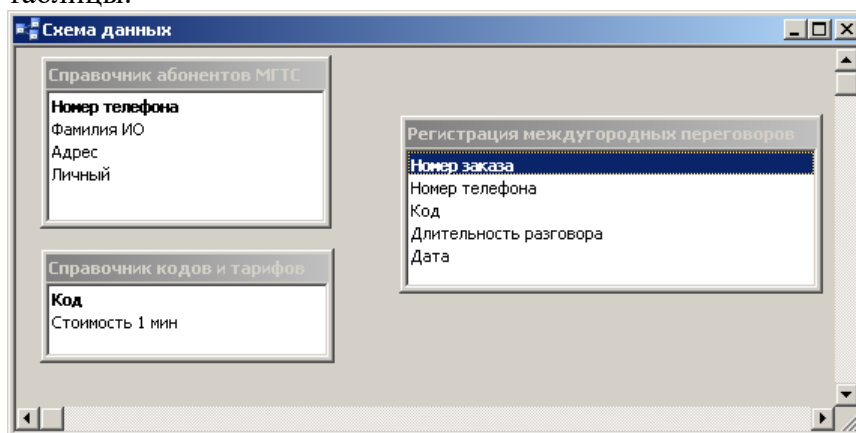 таблицы.
Схема данных
Справочник абонентов МГТС
Номер телефона
Фамилия ИО
Адрес
Личный
Регистрация междугородных переговоров
Номер заказа
Номер телефона
Код
Длительность разговора
Дата
Справочник кодов и тарифов
Код
Стоимость 1 мин